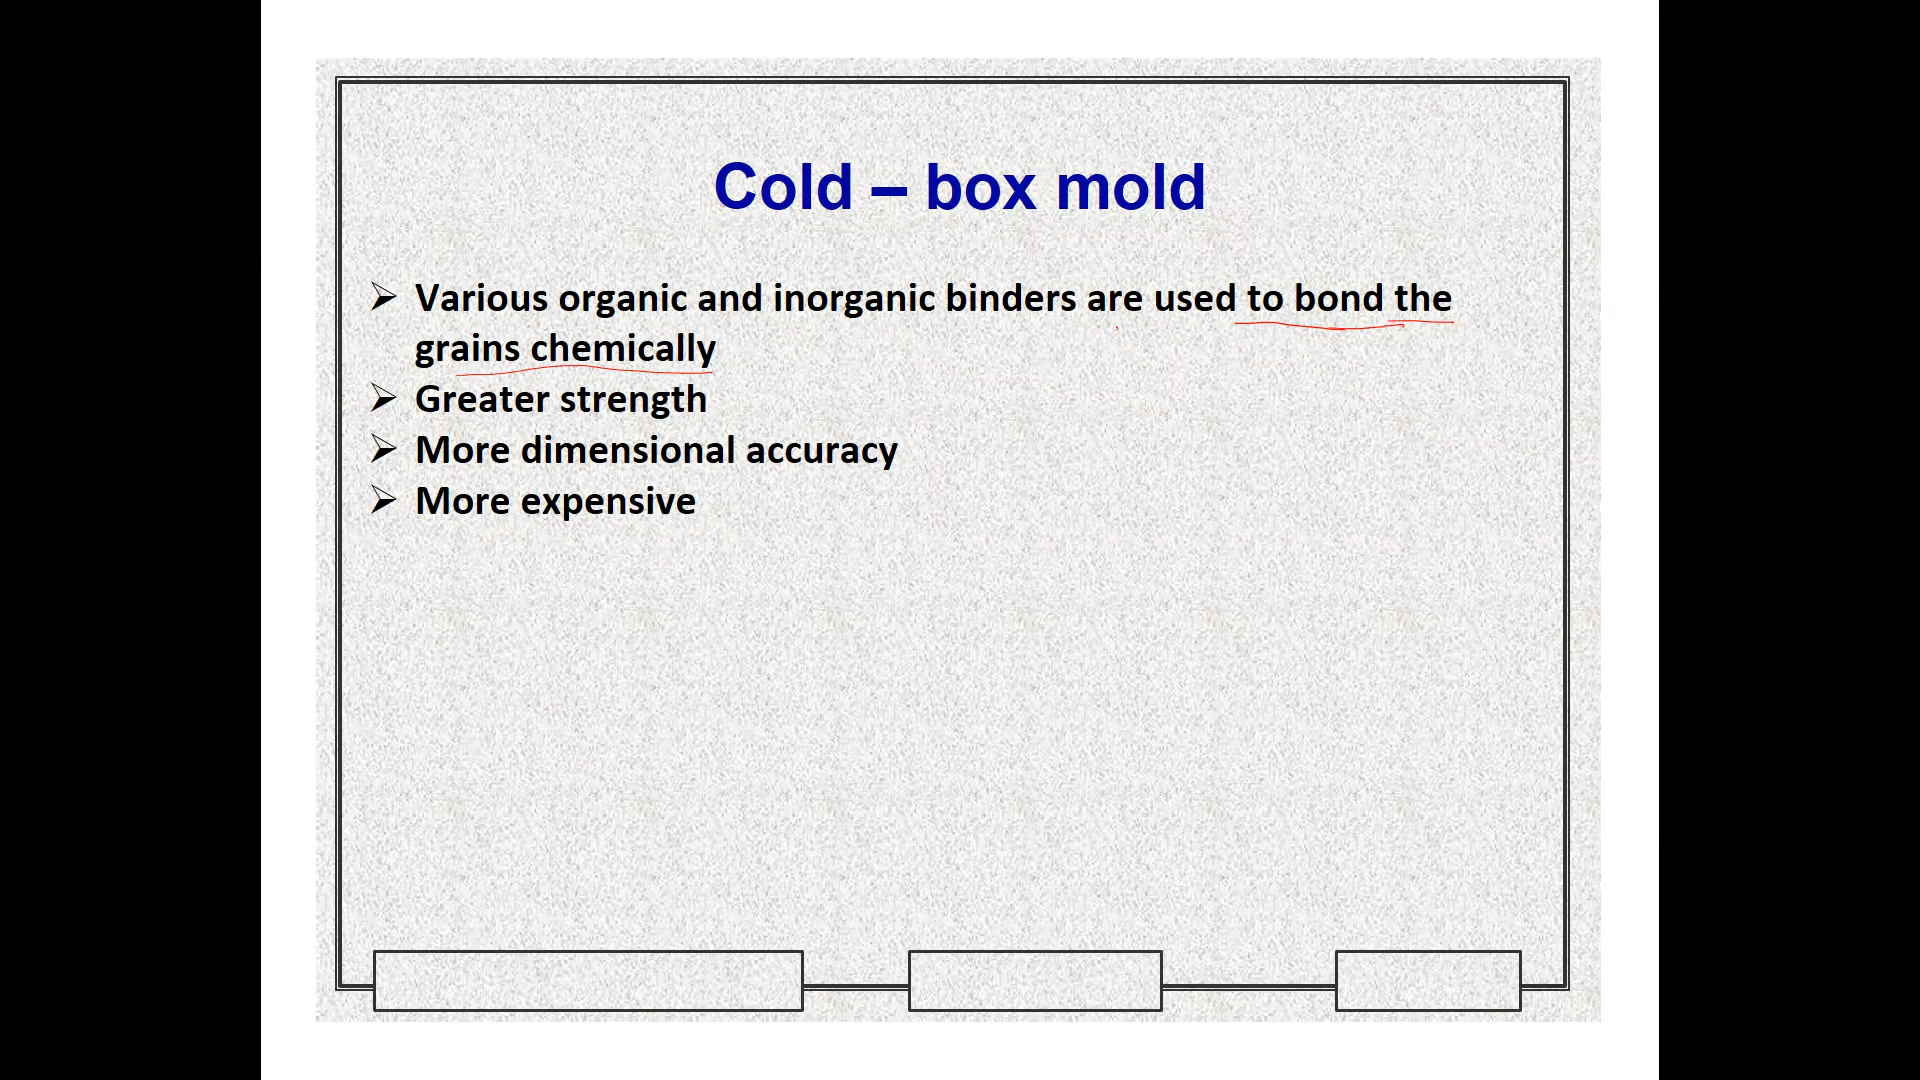 Cold – box mold
➢ Various organic and inorganic binders are used to bond the
grains chemically
➢ Greater strength
➢ More dimensional accuracy
➢ More expensive